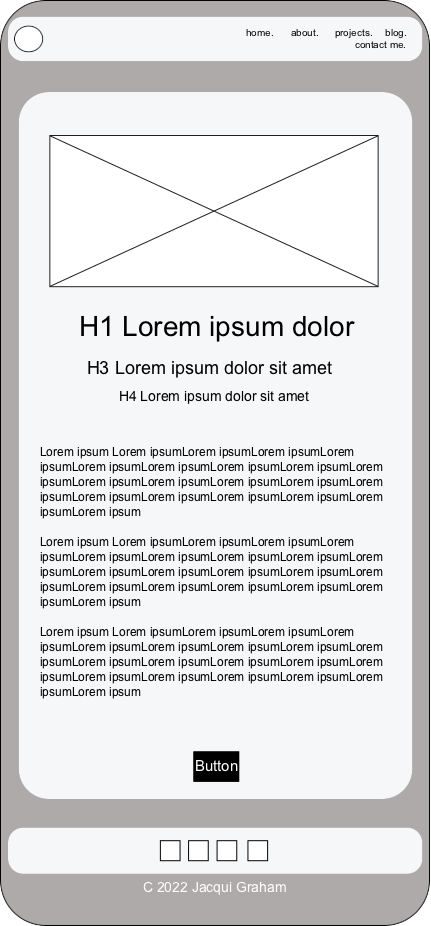 home. about. projects. blog.
contact me.
H1 Lorem ipsum dolor
H3 Lorem ipsum dolor sit amet
H4 Lorem ipsum dolor sit amet
Lorem ipsum Lorem ipsumLorem ipsumLorem ipsumLorem
ipsumLorem ipsumLorem ipsumLorem ipsumLorem ipsumLorem
ipsumLorem ipsumLorem ipsumLorem ipsumLorem ipsumLorem
ipsumLorem ipsumLorem ipsumLorem ipsumLorem ipsumLorem
ipsumLorem ipsum
Lorem ipsum Lorem ipsumLorem ipsumLorem ipsumLorem
ipsumLorem ipsumLorem ipsumLorem ipsumLorem ipsumLorem
ipsumLorem ipsumLorem ipsumLorem ipsumLorem ipsumLorem
ipsumLorem ipsumLorem ipsumLorem ipsumLorem ipsumLorem
ipsumLorem ipsum
Lorem ipsum Lorem ipsumLorem ipsumLorem ipsumLorem
ipsumLorem ipsumLorem ipsumLorem ipsumLorem ipsumLorem
ipsumLorem ipsumLorem ipsumLorem ipsumLorem ipsumLorem
ipsumLorem ipsumLorem ipsumLorem ipsumLorem ipsumLorem
ipsumLorem ipsum
Button
C 2022 Jacqui Graham